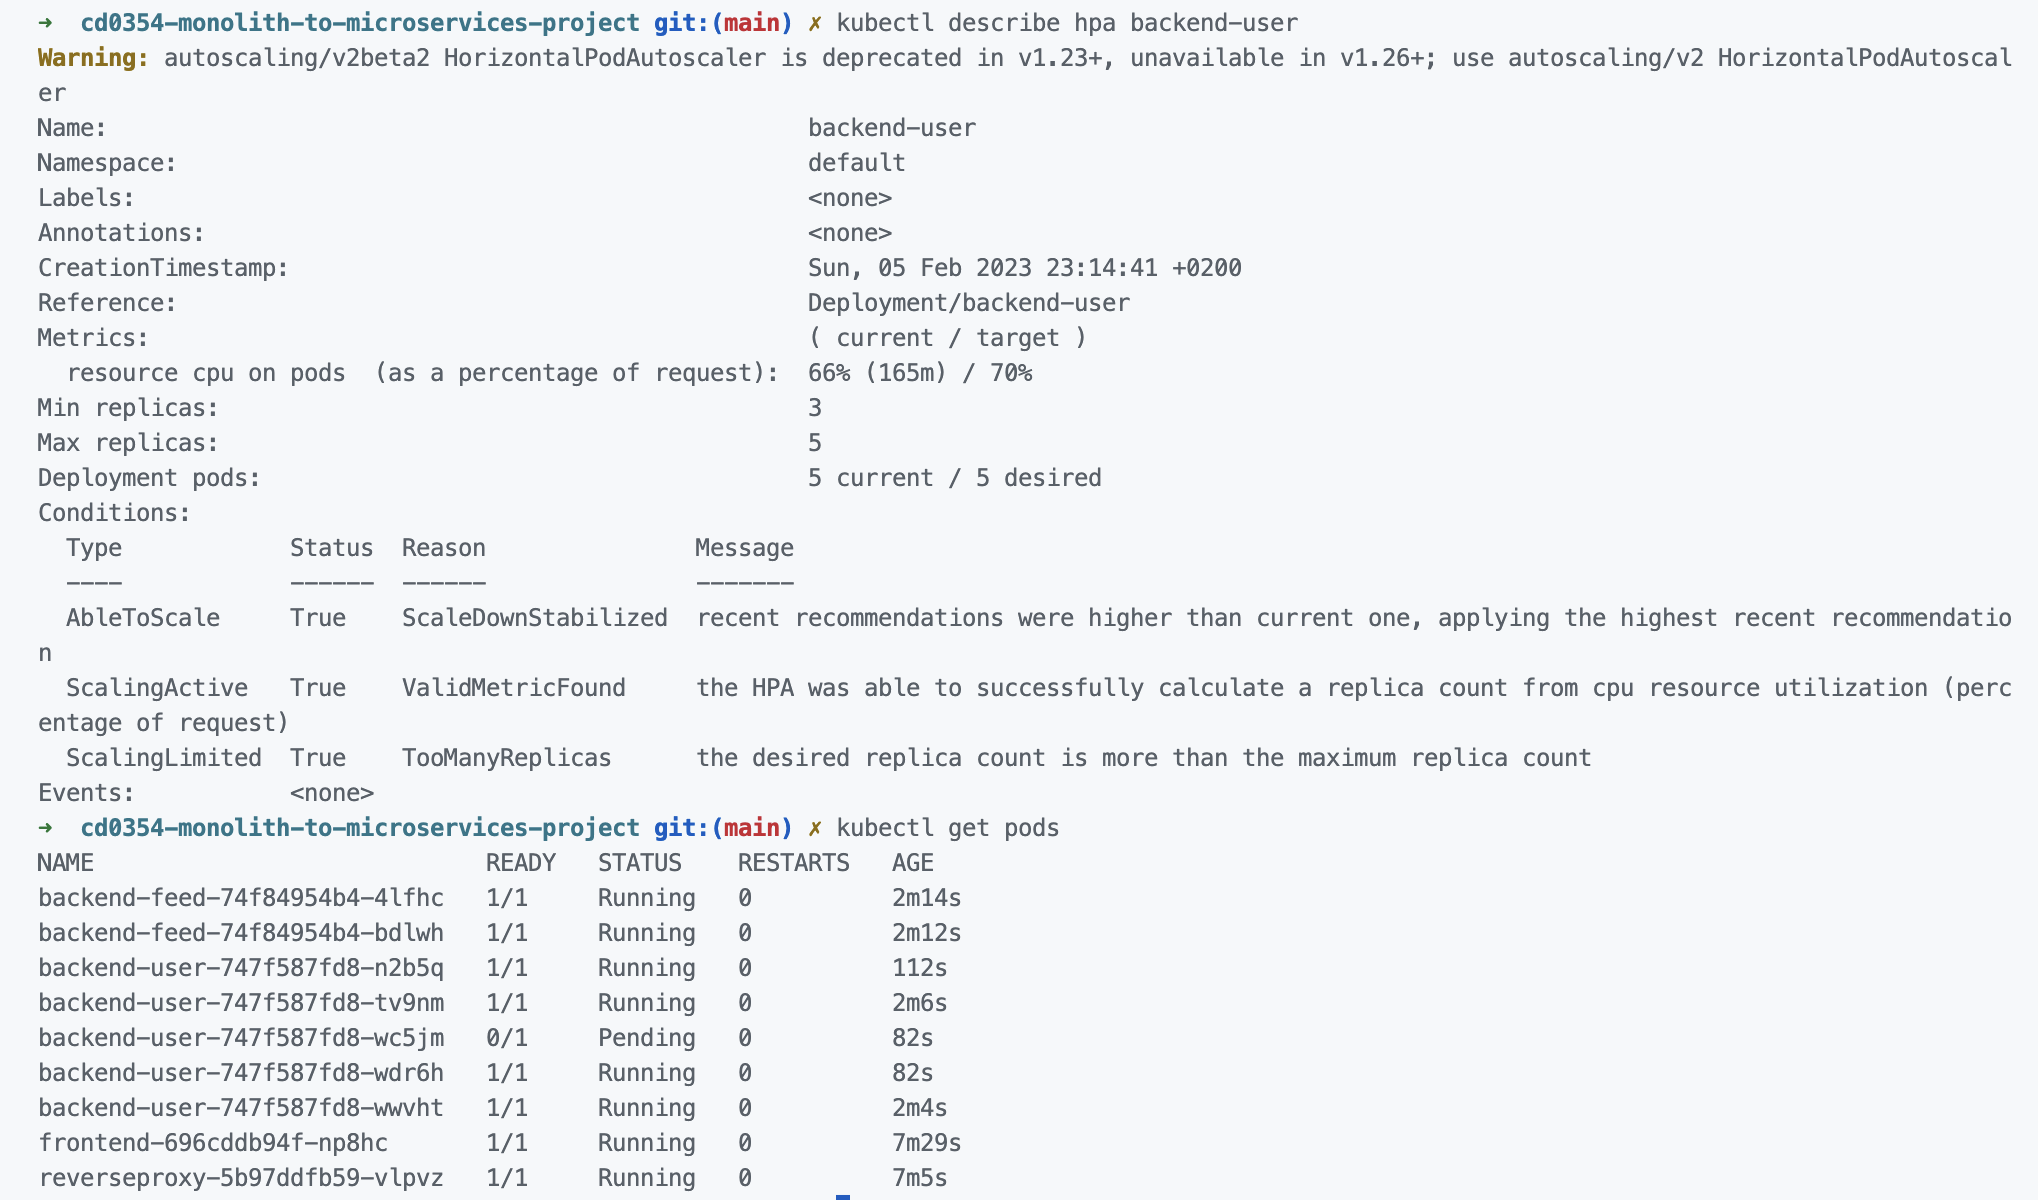 ➜  cd0354-monolith-to-microservices-project git:(main) ✗ kubectl describe hpa backend-user
Warning: autoscaling/v2beta2 HorizontalPodAutoscaler is deprecated in v1.23+, unavailable in v1.26+; use autoscaling/v2 HorizontalPodAutoscal
er
Name:                                                  backend-user
Namespace:                                             default
Labels:                                                <none>
Annotations:                                           <none>
CreationTimestamp:                                     Sun, 05 Feb 2023 23:14:41 +0200
Reference:                                             Deployment/backend-user
Metrics:                                               ( current / target )
  resource cpu on pods  (as a percentage of request):  66% (165m) / 70%
Min replicas:                                          3
Max replicas:                                          5
Deployment pods:                                       5 current / 5 desired
Conditions:
  Type            Status  Reason               Message
  ----            ------  ------               -------
  AbleToScale     True    ScaleDownStabilized  recent recommendations were higher than current one, applying the highest recent recommendatio
n
  ScalingActive   True    ValidMetricFound     the HPA was able to successfully calculate a replica count from cpu resource utilization (perc
entage of request)
  ScalingLimited  True    TooManyReplicas      the desired replica count is more than the maximum replica count
Events:           <none>
➜  cd0354-monolith-to-microservices-project git:(main) ✗ kubectl get pods
NAME                            READY   STATUS    RESTARTS   AGE
backend-feed-74f84954b4-4lfhc   1/1     Running   0          2m14s
backend-feed-74f84954b4-bdlwh   1/1     Running   0          2m12s
backend-user-747f587fd8-n2b5q   1/1     Running   0          112s
backend-user-747f587fd8-tv9nm   1/1     Running   0          2m6s
backend-user-747f587fd8-wc5jm   0/1     Pending   0          82s
backend-user-747f587fd8-wdr6h   1/1     Running   0          82s
backend-user-747f587fd8-wwvht   1/1     Running   0          2m4s
frontend-696cddb94f-np8hc       1/1     Running   0          7m29s
reverseproxy-5b97ddfb59-vlpvz   1/1     Running   0          7m5s